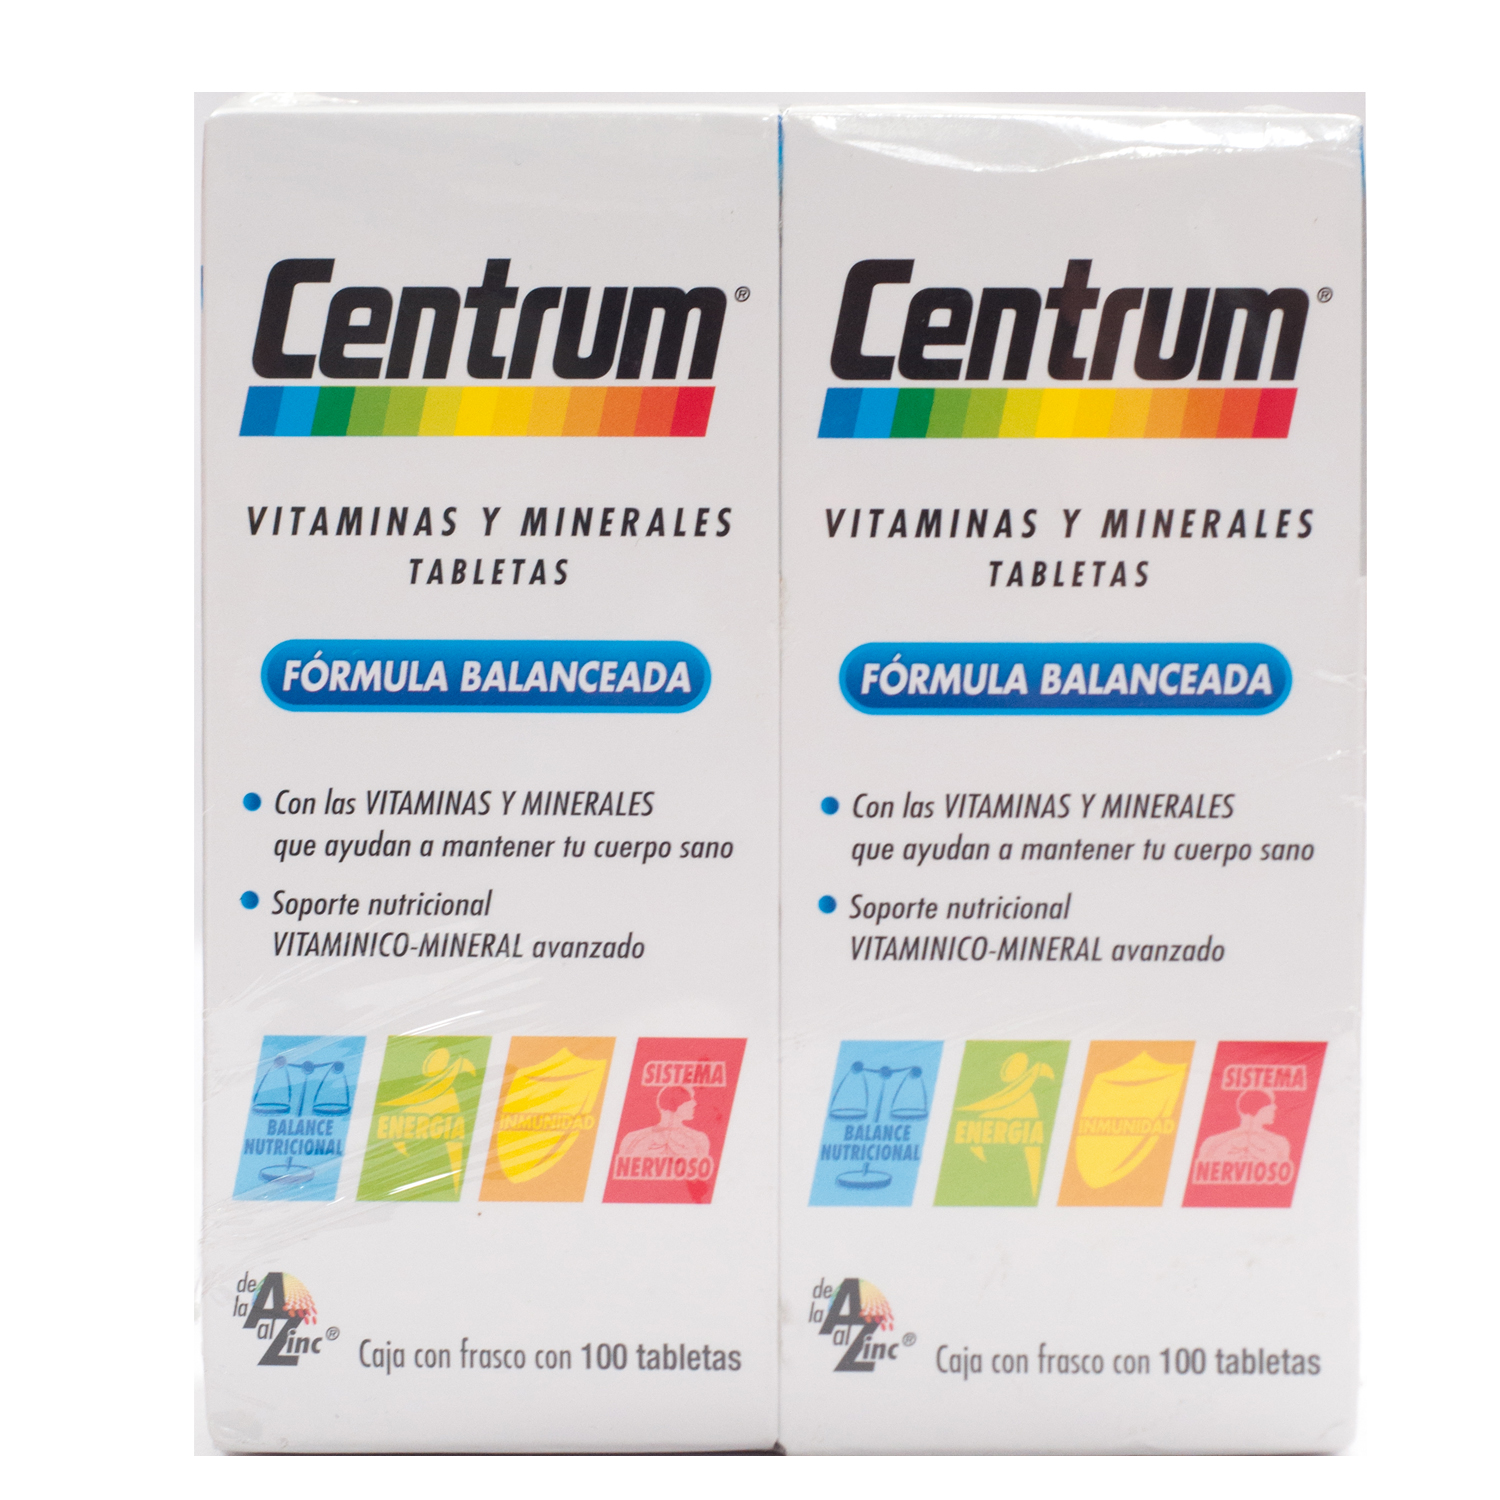 Centrum®
VITAMINAS Y MINERALES
TABLETAS
FÓRMULA BALANCEADA
Con las VITAMINAS Y MINERALES
que ayudan a mantener tu cuerpo sano
Soporte nutricional
VITAMINICO-MINERAL avanzado
BALANCE
NUTRICIONAL
ENERGIA
INMUNIDAD
SISTEMA
NERVIOSO
de
la A
al Zinc®
Caja con frasco con 100 tabletas
Centrum®
VITAMINAS Y MINERALES
TABLETAS
FÓRMULA BALANCEADA
Con las VITAMINAS Y MINERALES
que ayudan a mantener tu cuerpo sano
Soporte nutricional
VITAMINICO-MINERAL avanzado
BALANCE
NUTRICIONAL
ENERGIA
INMUNIDAD
SISTEMA
NERVIOSO
de
la A
al Zinc®
Caja con frasco con 100 tabletas